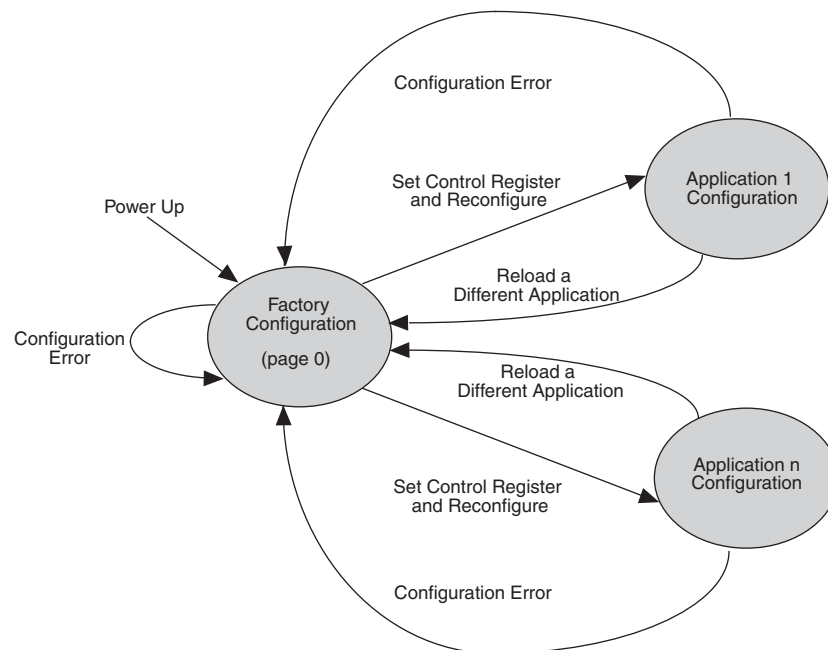 Configuration Error
Set Control Register
and Reconfigure
Application 1
Configuration
Power Up
Reload a
Different Application
Factory
Configuration
(page 0)
Configuration
Error
Reload a
Different Application
Application n
Configuration
Set Control Register
and Reconfigure
Configuration Error